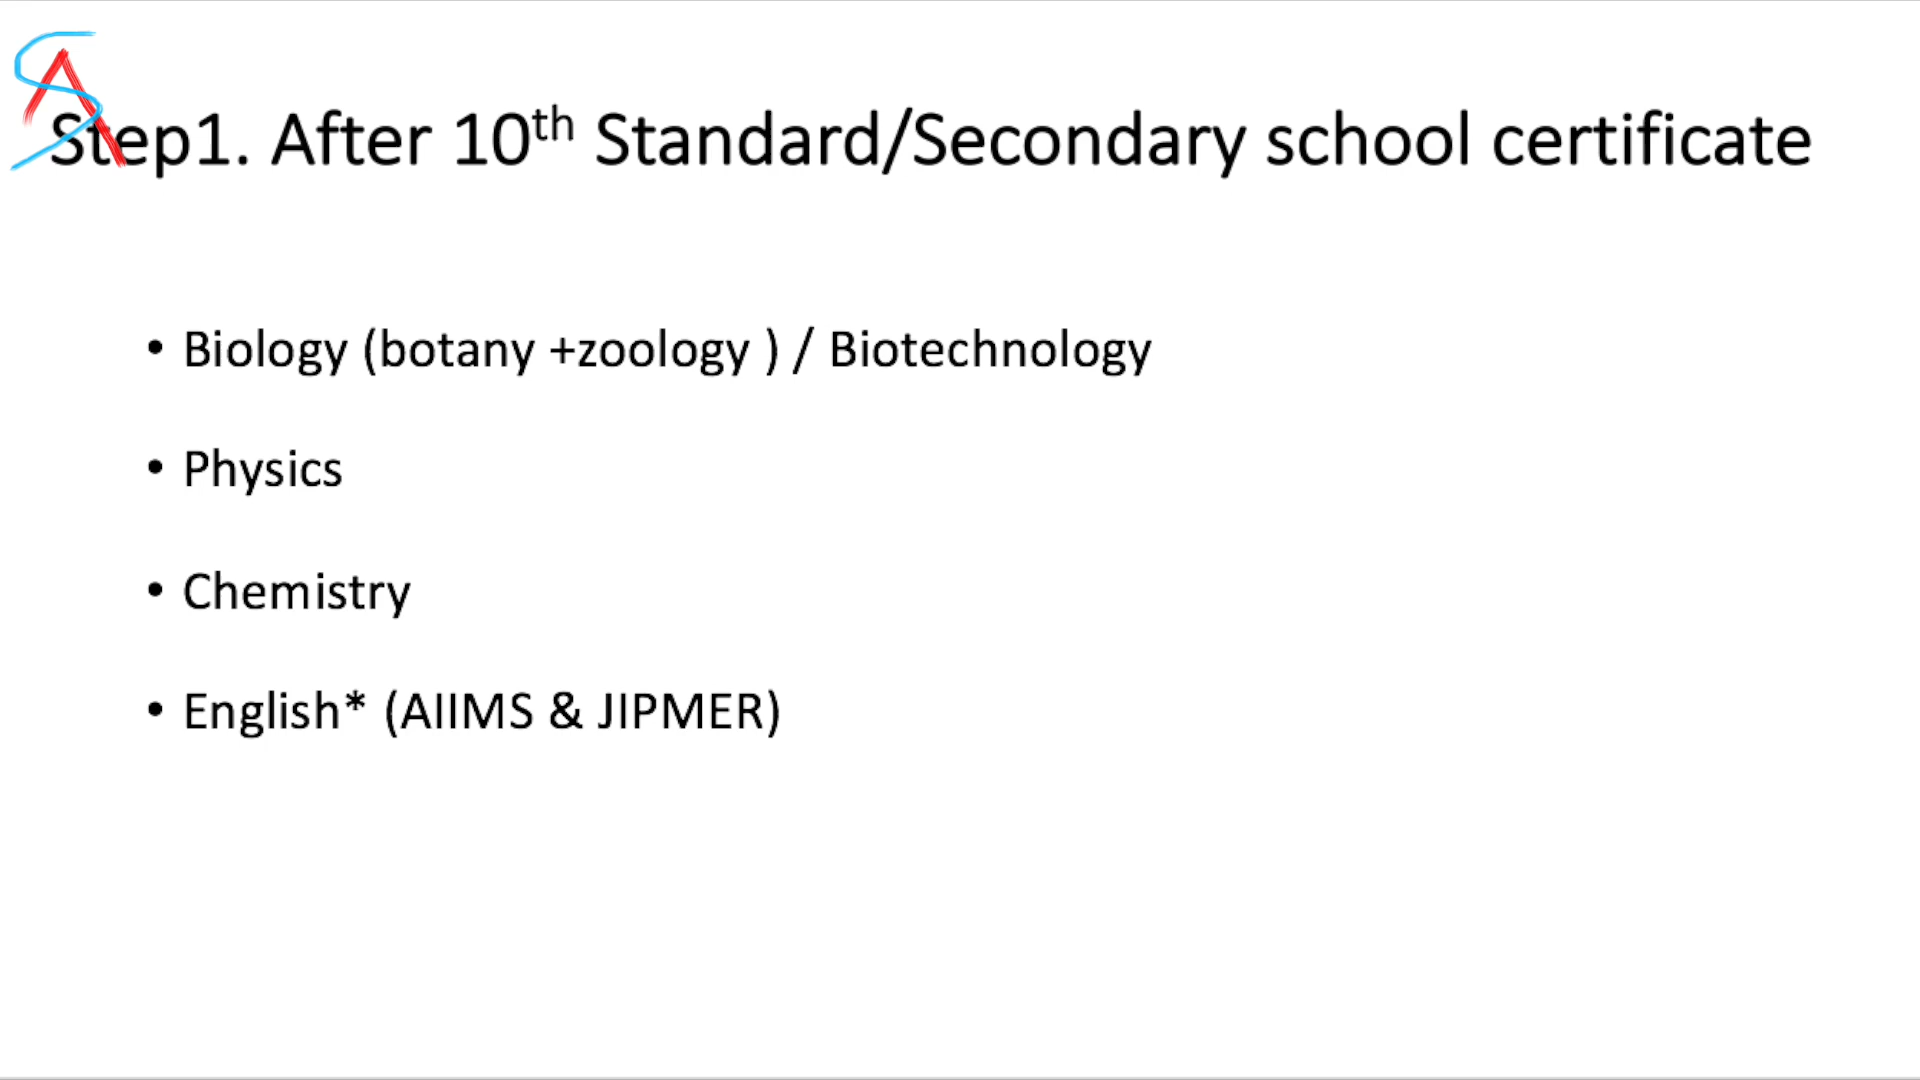 Step1. After 10th Standard/Secondary school certificate
• Biology (botany +zoology ) / Biotechnology
• Physics
• Chemistry
• English* (AIIMS & JIPMER)